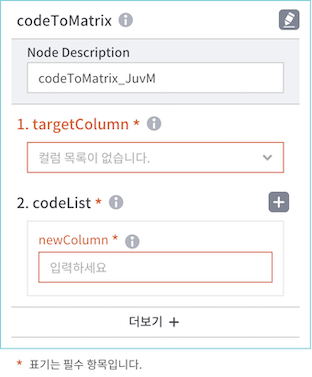 codeToMatrix
Node Description
codeToMatrix_JuvM
1. targetColumn *
컬럼 목록이 없습니다.
2. codeList *
newColumn *
입력하세요
더보기 +
* 표기는 필수 항목입니다.